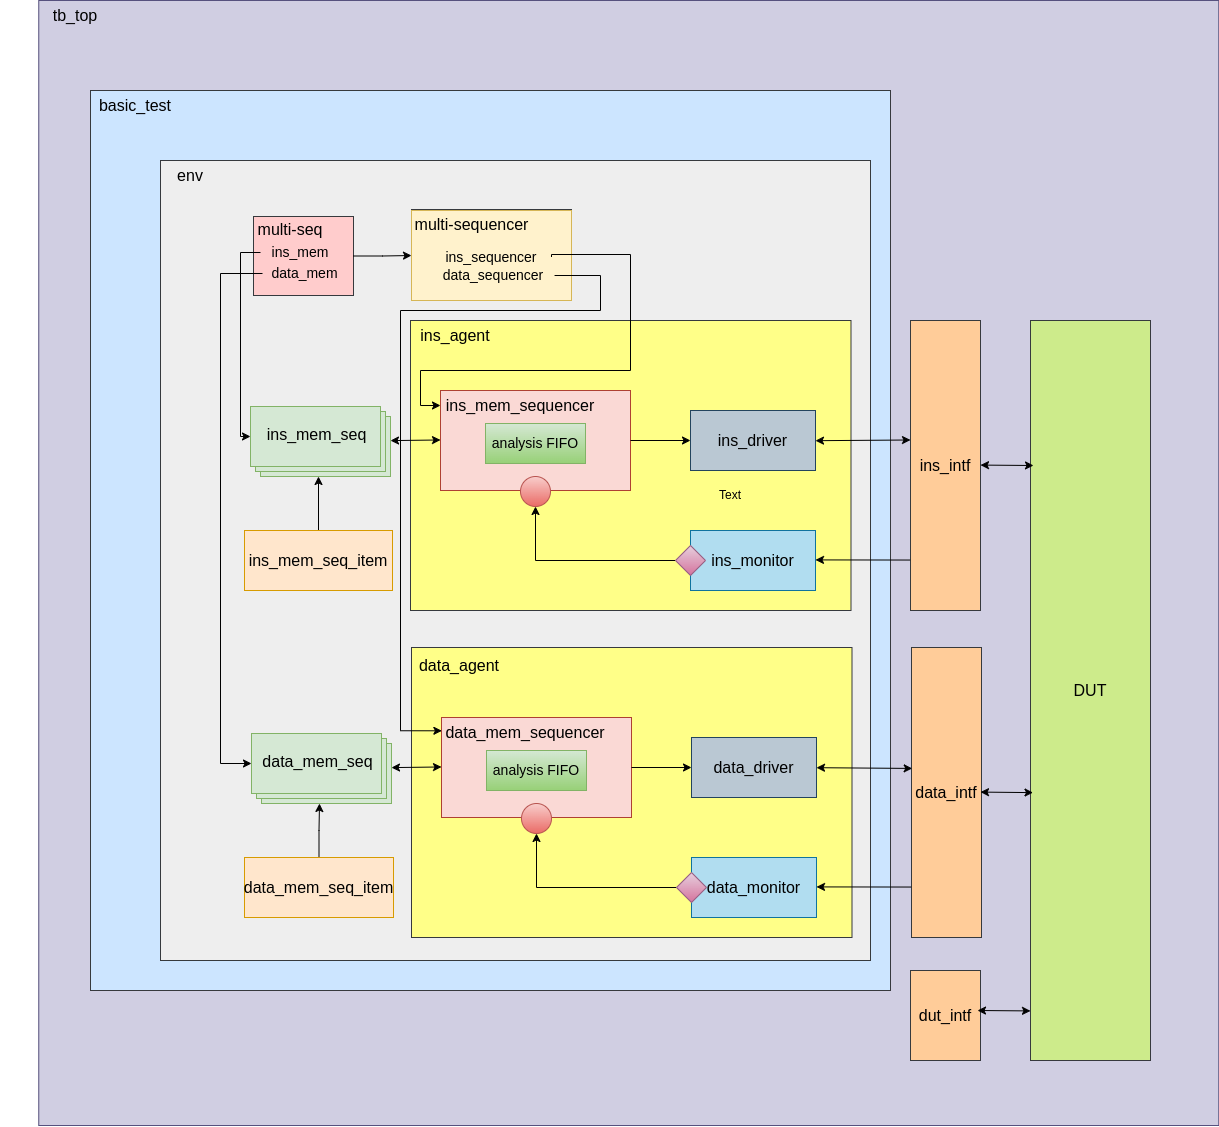 tb_top
basic_test
env
multi-seq
ins_mem
data_mem
multi-sequencer
ins_sequencer
data_sequencer
ins_agent
ins_mem_sequencer
analysis FIFO
ins_mem_seq
ins_driver
ins_intf
Text
ins_mem_seq_item
ins_monitor
data_agent
DUT
data_mem_sequencer
analysis FIFO
data_mem_seq
data_driver
data_intf
data_mem_seq_item
data_monitor
dut_intf